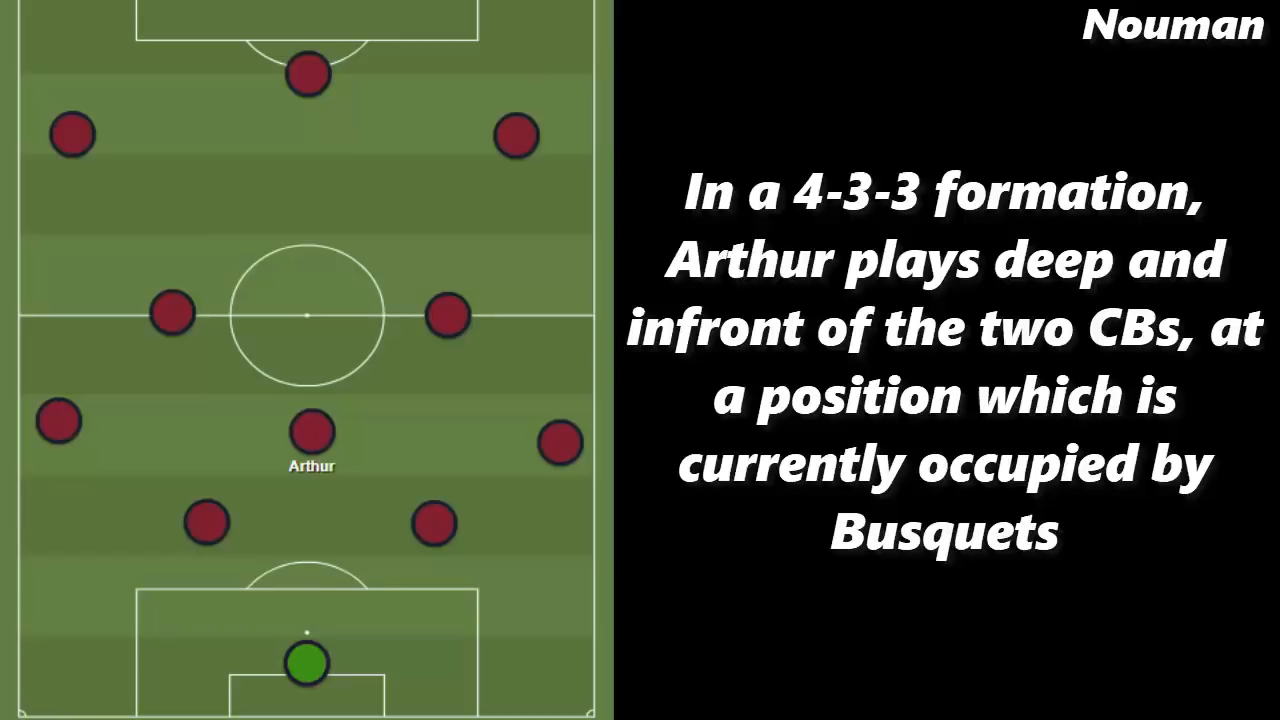 Nouman
In a 4-3-3 formation,
Arthur plays deep and
infront of the two CBs, at
a position which is
currently occupied by
Busquets
Arthur